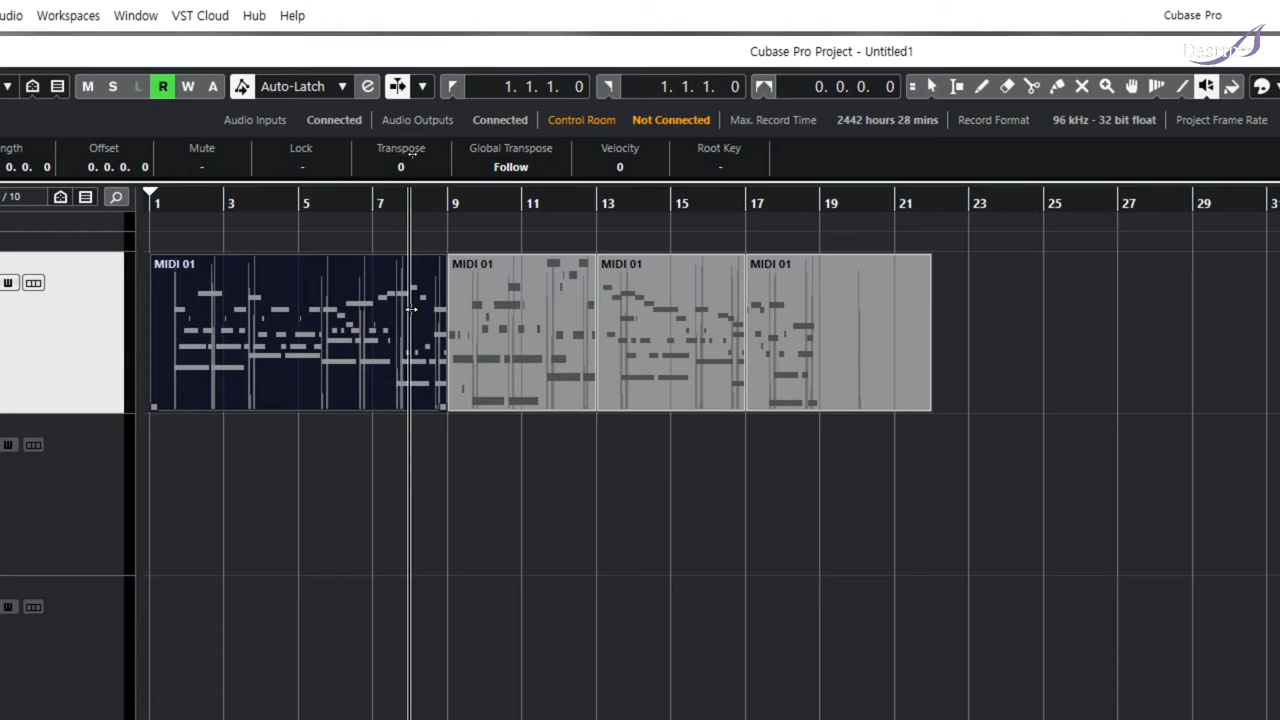 udio Workspaces Window VST Cloud Hub Help Cubase Pro
Cubase Pro Project - Untitled1
M S L R W A Auto-Latch 1. 1. 1. 0 1. 1. 1. 0 0. 0. 0. 0
Audio Inputs Connected Audio Outputs Connected Control Room Not Connected Max. Record Time 2442 hours 28 mins Record Format 96 kHz - 32 bit float Project Frame Rate
ngth Offset Mute Lock Transpose Global Transpose Velocity Root Key
0. 0. 0 0. 0. 0. 0 - - 0 Follow 0 -
/ 10 1 3 5 7 9 11 13 15 17 19 21 23 25 27 29 31
MIDI 01 MIDI 01 MIDI 01 MIDI 01